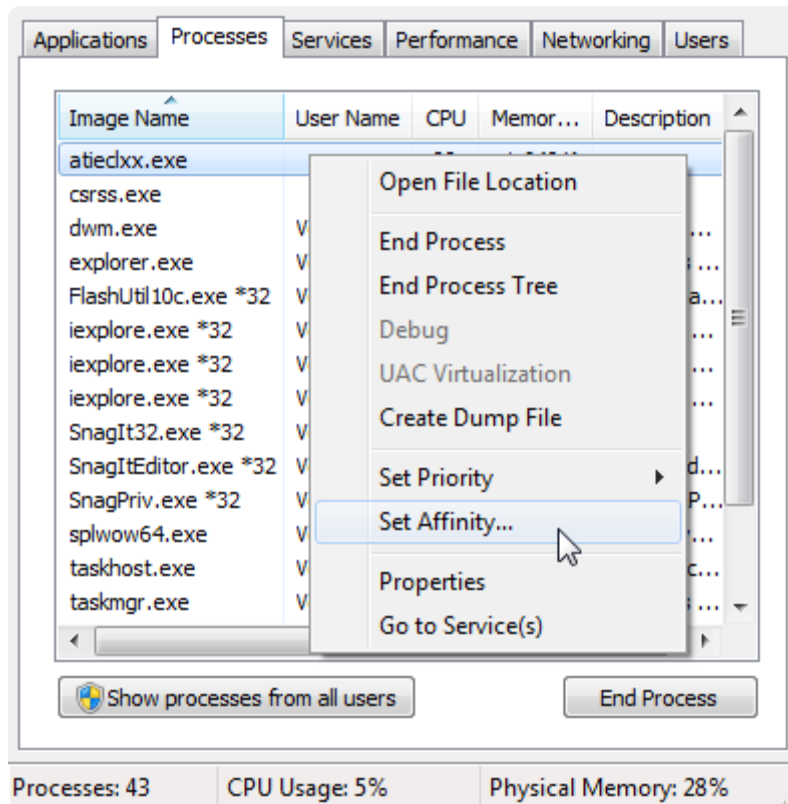 Applications Processes Services Performance Networking Users
Image Name User Name CPU Memor... Description
atieclxx.exe
csrss.exe
dwm.exe V ...
explorer.exe V ...
FlashUtil10c.exe *32 V a...
iexplore.exe *32 V ...
iexplore.exe *32 V ...
iexplore.exe *32 V ...
SnagIt32.exe *32 V
SnagItEditor.exe *32 V d...
SnagPriv.exe *32 V P...
splwow64.exe V ...
taskhost.exe V c...
taskmgr.exe V ...
Open File Location
End Process
End Process Tree
Debug
UAC Virtualization
Create Dump File
Set Priority
Set Affinity...
Properties
Go to Service(s)
Show processes from all users End Process
Processes: 43 CPU Usage: 5% Physical Memory: 28%